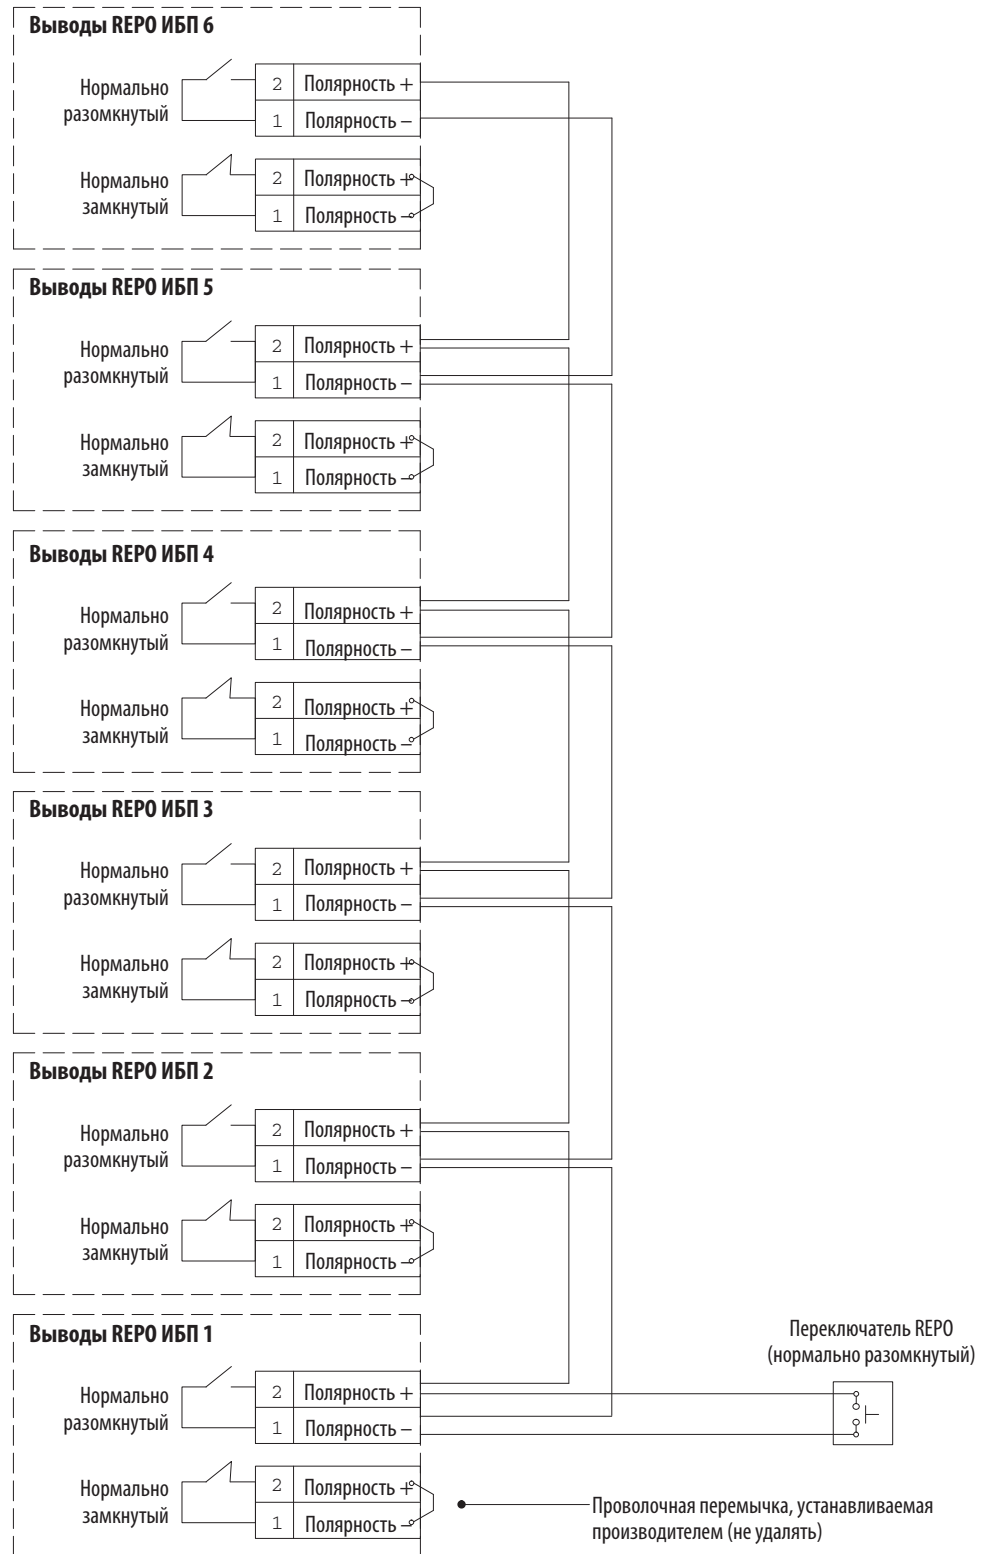 Выводы REPO ИБП 6
Нормально
разомкнутый
2 Полярность +
1 Полярность –
Нормально
замкнутый
2 Полярность +
1 Полярность –
Выводы REPO ИБП 5
Нормально
разомкнутый
2 Полярность +
1 Полярность –
Нормально
замкнутый
2 Полярность +
1 Полярность –
Выводы REPO ИБП 4
Нормально
разомкнутый
2 Полярность +
1 Полярность –
Нормально
замкнутый
2 Полярность +
1 Полярность –
Выводы REPO ИБП 3
Нормально
разомкнутый
2 Полярность +
1 Полярность –
Нормально
замкнутый
2 Полярность +
1 Полярность –
Выводы REPO ИБП 2
Нормально
разомкнутый
2 Полярность +
1 Полярность –
Нормально
замкнутый
2 Полярность +
1 Полярность –
Выводы REPO ИБП 1
Нормально
разомкнутый
2 Полярность +
1 Полярность –
Переключатель REPO
(нормально разомкнутый)
Нормально
замкнутый
2 Полярность +
1 Полярность –
Проволочная перемычка, устанавливаемая
производителем (не удалять)